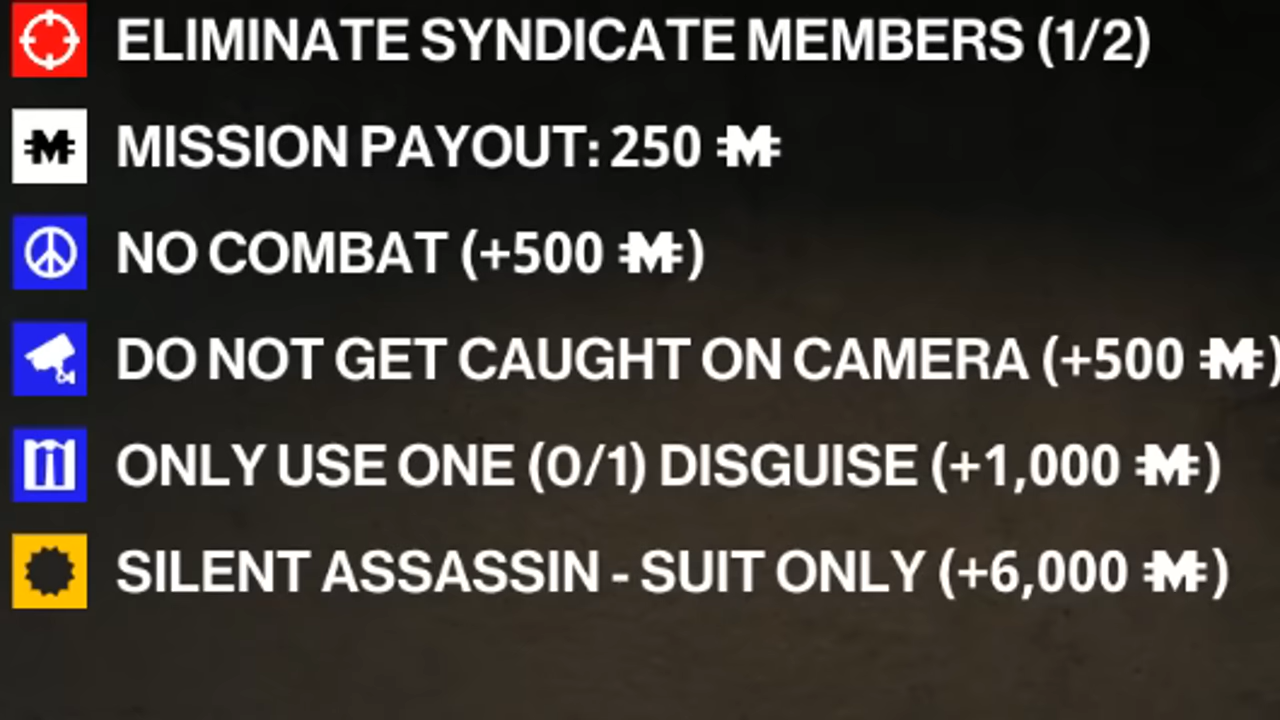 ELIMINATE SYNDICATE MEMBERS (1/2)
MISSION PAYOUT: 250 M
NO COMBAT (+500 M)
DO NOT GET CAUGHT ON CAMERA (+500 M)
ONLY USE ONE (0/1) DISGUISE (+1,000 M)
SILENT ASSASSIN - SUIT ONLY (+6,000 M)